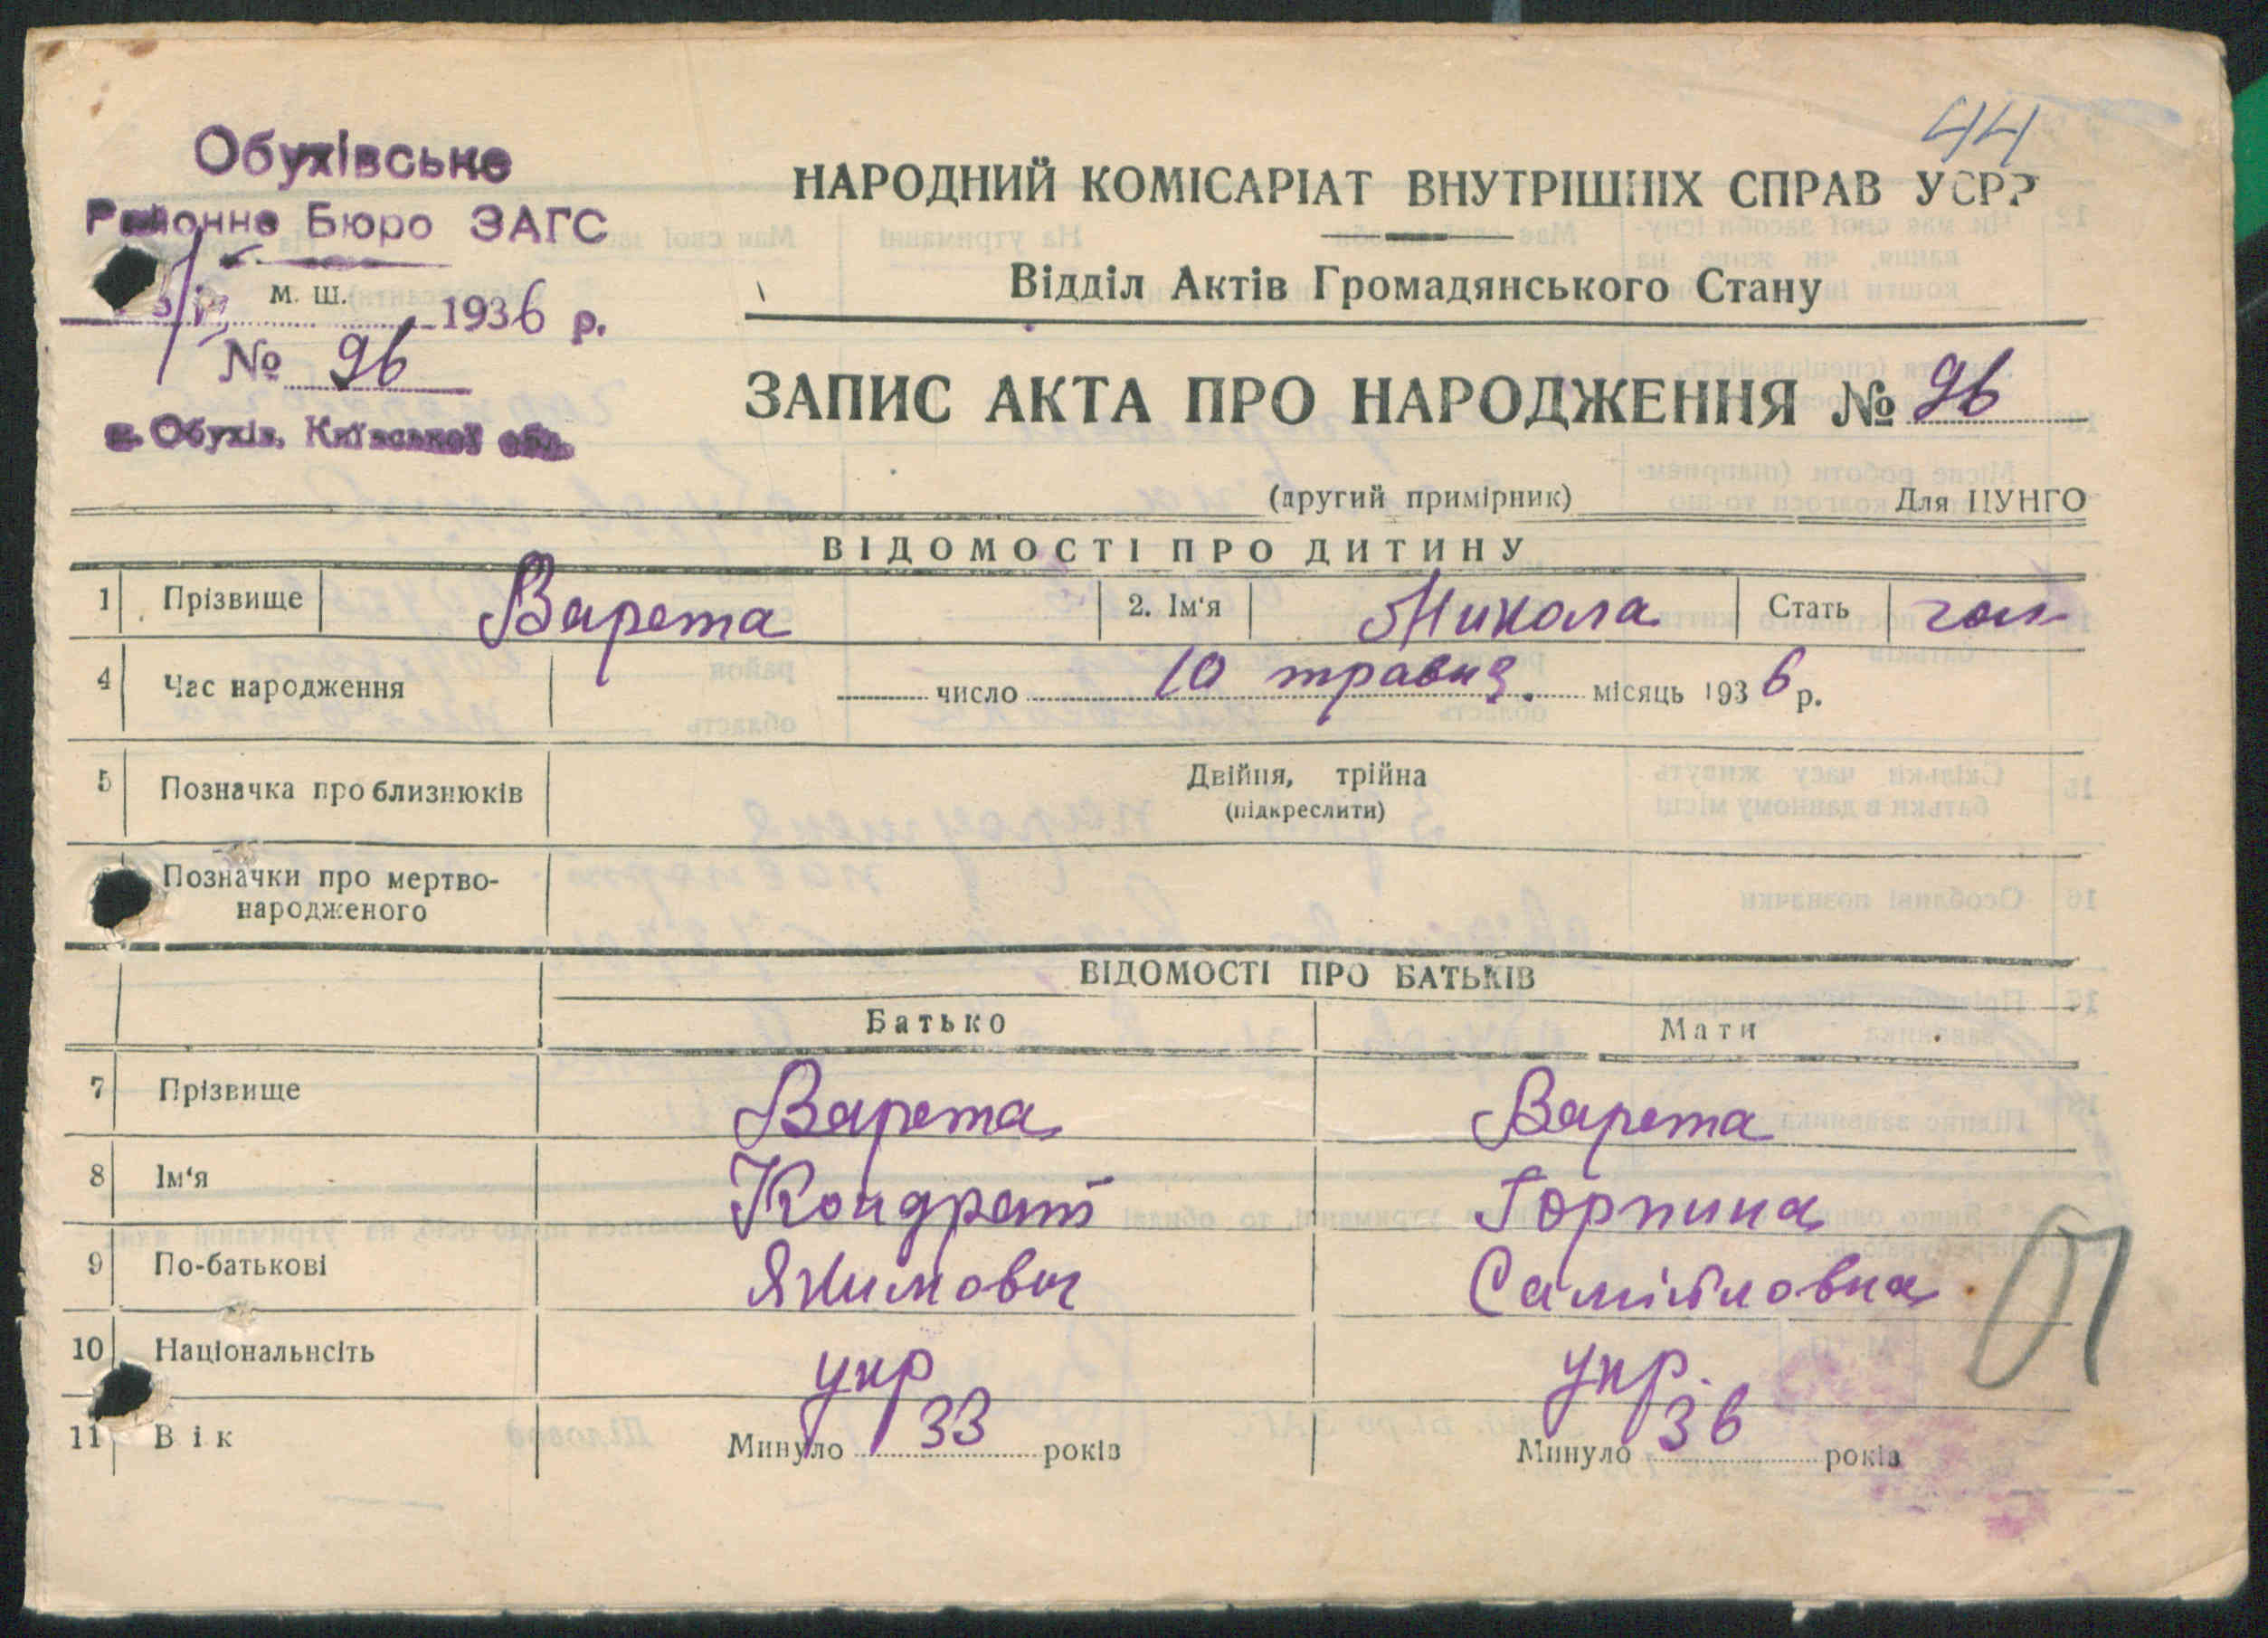 44
Обухівське
Районне Бюро ЗАГС
м. ш. 1936 р.
№ 96
м. Обухів, Київської обл.
НАРОДНИЙ КОМІСАРІАТ ВНУТРІШНІХ СПРАВ УСРР
Відділ Актів Громадянського Стану
ЗАПИС АКТА ПРО НАРОДЖЕННЯ № 96
(другий примірник) Для ЦУНГО
ВІДОМОСТІ ПРО ДИТИНУ
1 Прізвище Варета 2. Ім'я Микола Стать чол
4 Час народження число 10 травня. місяць 1936 р.
5 Позначка про близнюків Двійня, трійна
(підкреслити)
Позначки про мертво-
народженого
ВІДОМОСТІ ПРО БАТЬКІВ
Батько Мати
7 Прізвище Варета Варета
8 Ім'я Кондрат Горпина
9 По-батькові Якимович Самійловна
10 Національнсіть укр укр.
11 Вік Минуло 33 років Минуло 36 років